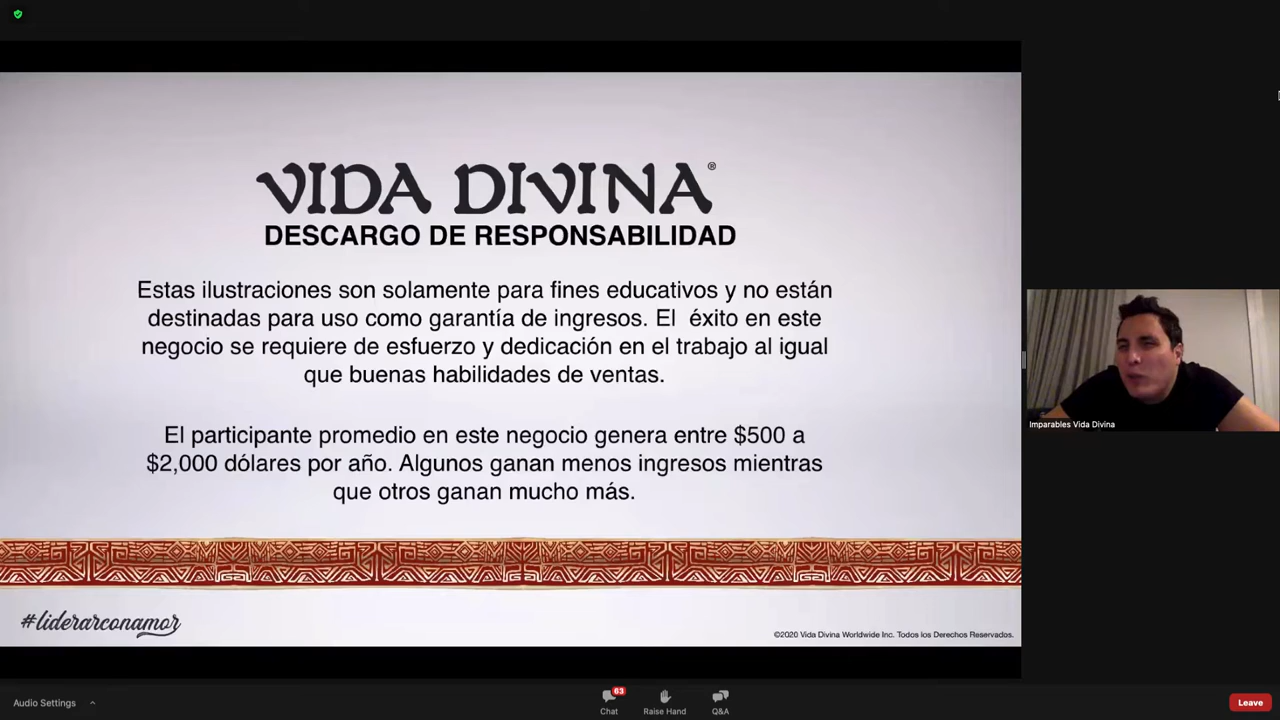 VIDA DIVINA®
DESCARGO DE RESPONSABILIDAD
Estas ilustraciones son solamente para fines educativos y no están
destinadas para uso como garantía de ingresos. El éxito en este
negocio se requiere de esfuerzo y dedicación en el trabajo al igual
que buenas habilidades de ventas.
El participante promedio en este negocio genera entre $500 a
$2,000 dólares por año. Algunos ganan menos ingresos mientras
que otros ganan mucho más.
#liderarconamor
©2020 Vida Divina Worldwide Inc. Todos los Derechos Reservados.
Imparables Vida Divina
Audio Settings
63
Chat
Raise Hand
Q&A
Leave